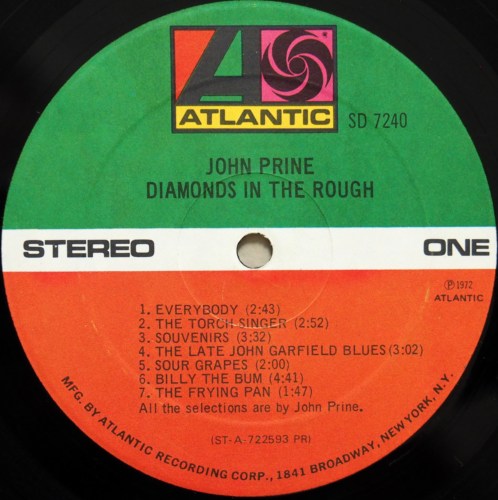 ATLANTIC
SD 7240
JOHN PRINE
DIAMONDS IN THE ROUGH
STEREO
ONE
℗ 1972
ATLANTIC
1. EVERYBODY (2:43)
2. THE TORCH SINGER (2:52)
3. SOUVENIRS (3:32)
4. THE LATE JOHN GARFIELD BLUES (3:02)
5. SOUR GRAPES (2:00)
6. BILLY THE BUM (4:41)
7. THE FRYING PAN (1:47)
All the selections are by John Prine.
(ST-A-722593 PR)
MFG. BY ATLANTIC RECORDING CORP., 1841 BROADWAY, NEW YORK, N.Y.